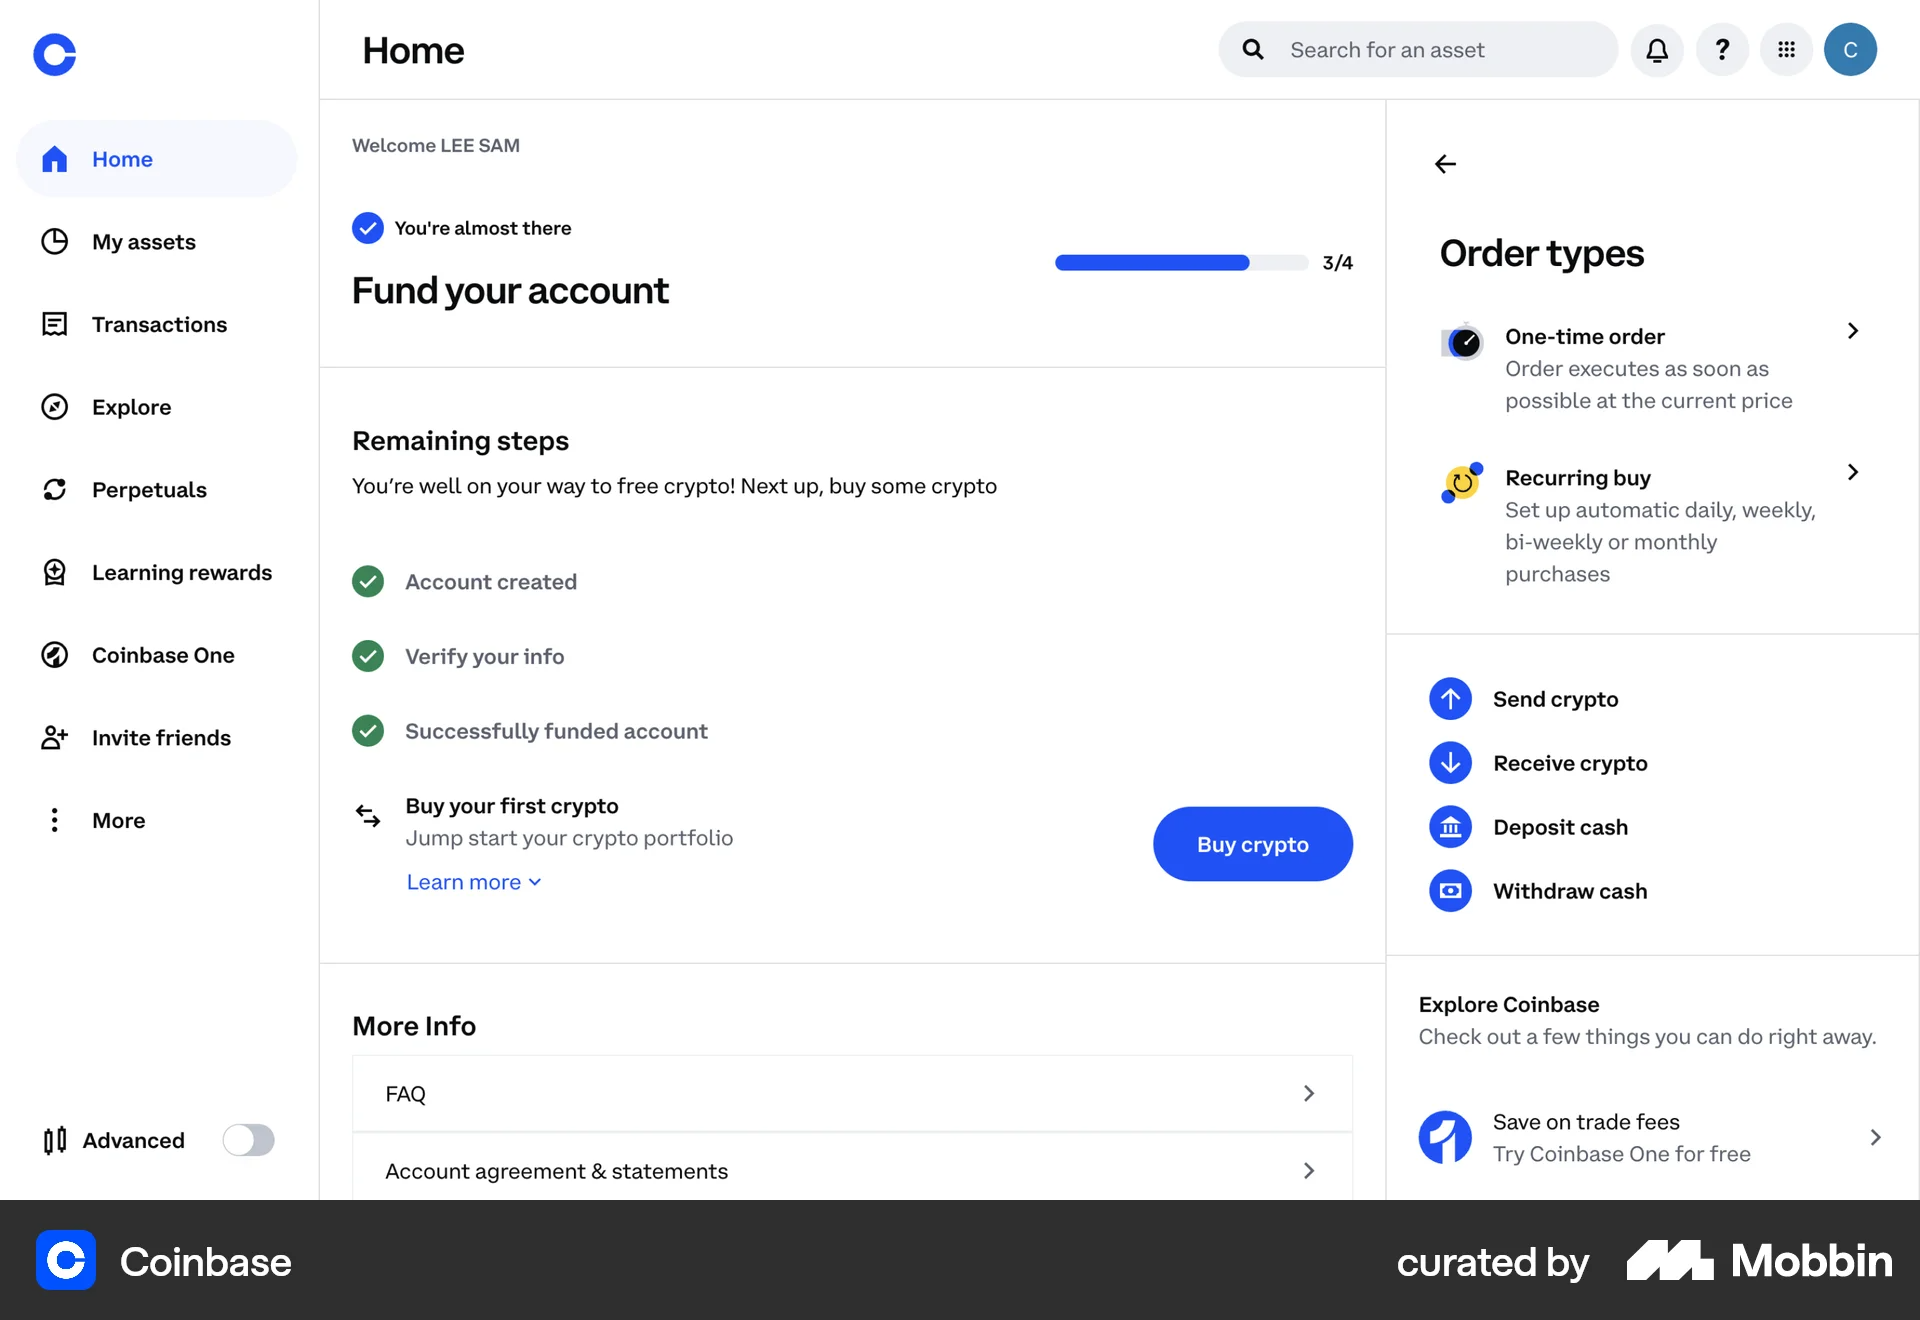 Home
Search for an asset
?
C
Home
My assets
Transactions
Explore
Perpetuals
Learning rewards
Coinbase One
Invite friends
More
Advanced
Welcome LEE SAM
You're almost there
Fund your account
3/4
Remaining steps
You’re well on your way to free crypto! Next up, buy some crypto
Account created
Verify your info
Successfully funded account
Buy your first crypto
Jump start your crypto portfolio
Learn more
Buy crypto
More Info
FAQ
Account agreement & statements
Order types
One-time order
Order executes as soon as
possible at the current price
Recurring buy
Set up automatic daily, weekly,
bi-weekly or monthly
purchases
Send crypto
Receive crypto
Deposit cash
Withdraw cash
Explore Coinbase
Check out a few things you can do right away.
Save on trade fees
Try Coinbase One for free
Coinbase
curated by
Mobbin